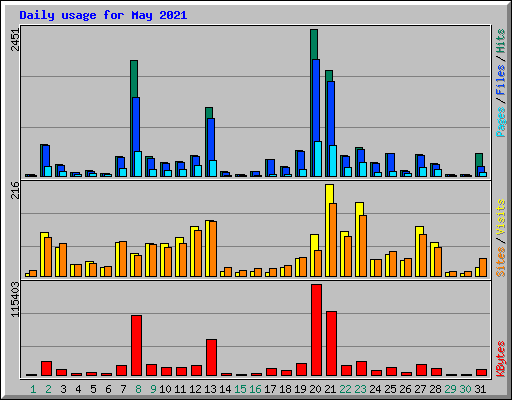 Daily usage for May 2021
2451
Pages / Files / Hits
216
Sites / Visits
115403
KBytes
1 2 3 4 5 6 7 8 9 10 11 12 13 14 15 16 17 18 19 20 21 22 23 24 25 26 27 28 29 30 31